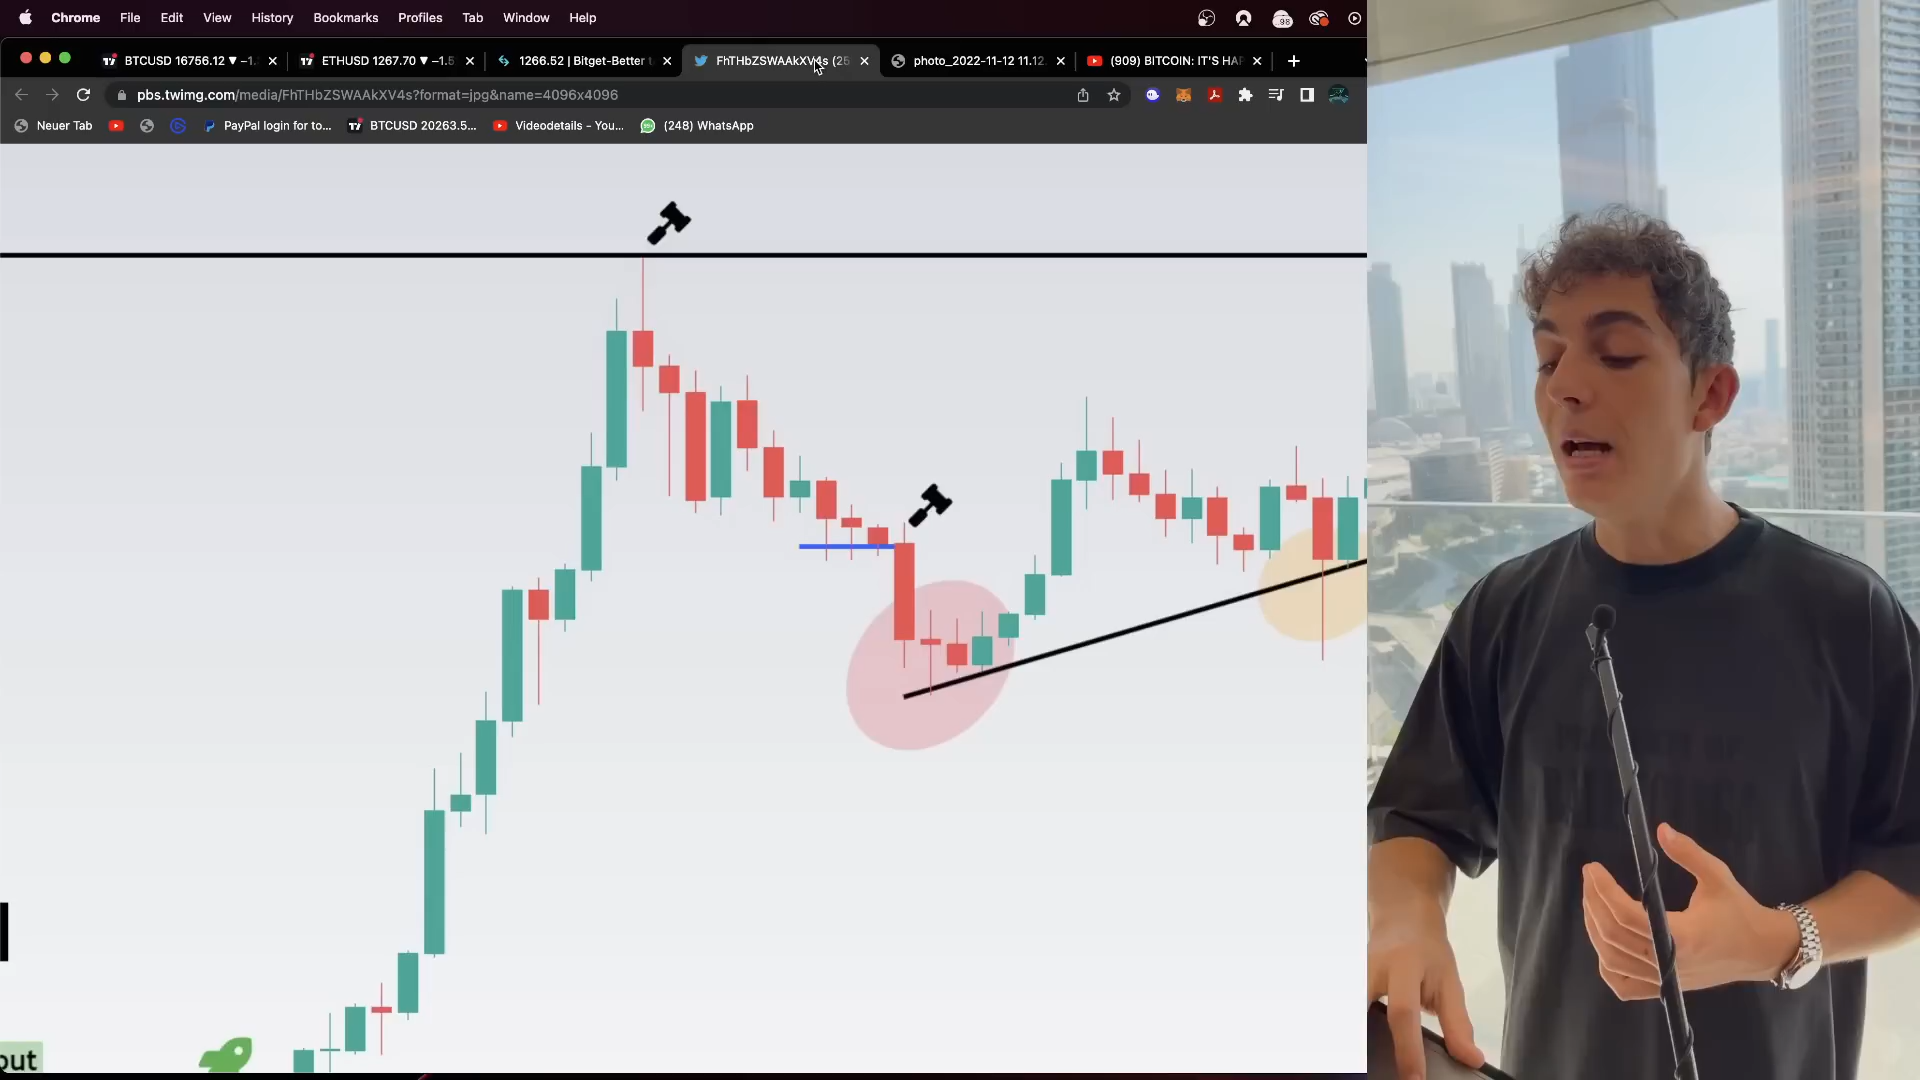 Chrome File Edit View History Bookmarks Profiles Tab Window Help
BTCUSD 16756.12 ▼ −1. ETHUSD 1267.70 ▼ −1.5 1266.52 | Bitget-Better t FhTHbZSWAAkXV4s (25 photo_2022-11-12 11.12. (909) BITCOIN: IT'S HA
pbs.twimg.com/media/FhTHbZSWAAkXV4s?format=jpg&name=4096x4096
Neuer Tab PayPal login for to... BTCUSD 20263.5... Videodetails – You... (248) WhatsApp
out